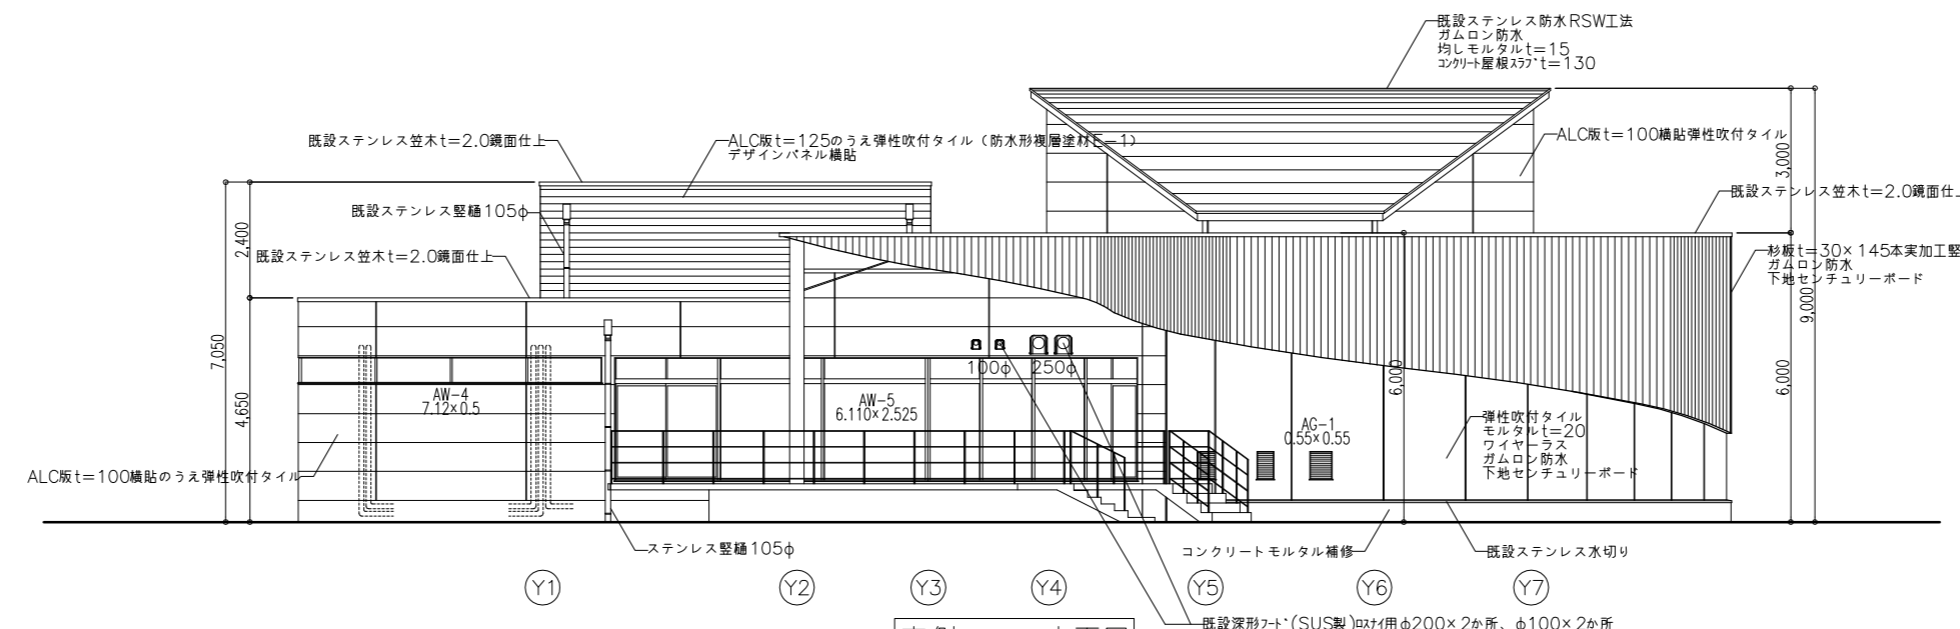 既設ステンレス防水RSW工法
ガムロン防水
均しモルタルt=15
コンクリート屋根スラブt=130
既設ステンレス笠木t=2.0鏡面仕上
ALC版t=125のうえ弾性吹付タイル（防水形複層塗材E-1）
デザインパネル横貼
ALC版t=100横貼弾性吹付タイル
3,000
既設ステンレス竪樋105φ
既設ステンレス笠木t=2.0鏡面仕上
2,400
既設ステンレス笠木t=2.0鏡面仕上
杉板t=30×145本実加工竪
ガムロン防水
下地センチュリーボード
9,000
7,050
4,650
6,000
6,000
100φ
250φ
AW-4
7.12×0.5
AW-5
6.110×2.525
AG-1
0.55×0.55
弾性吹付タイル
モルタルt=20
ワイヤーラス
ガムロン防水
下地センチュリーボード
ALC版t=100横貼のうえ弾性吹付タイル
ステンレス竪樋105φ
コンクリートモルタル補修
既設ステンレス水切り
Y1
Y2
Y3
Y4
Y5
Y6
Y7
既設深形フード(SUS製)ロスナイ用φ200×2か所、φ100×2か所